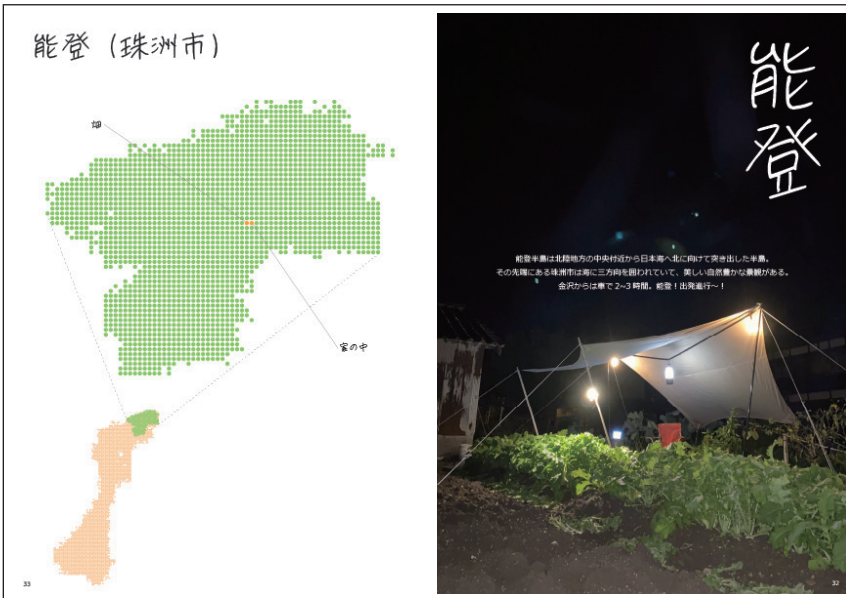 能登
能登半島は北陸地方の中央付近から日本海へ北に向けて突き出した半島。
その先端にある珠洲市は海に三方向を囲われていて、美しい自然豊かな景観がある。
金沢からは車で2~3時間。能登！出発進行〜！
32
能登（珠洲市）
畑
家の中
33